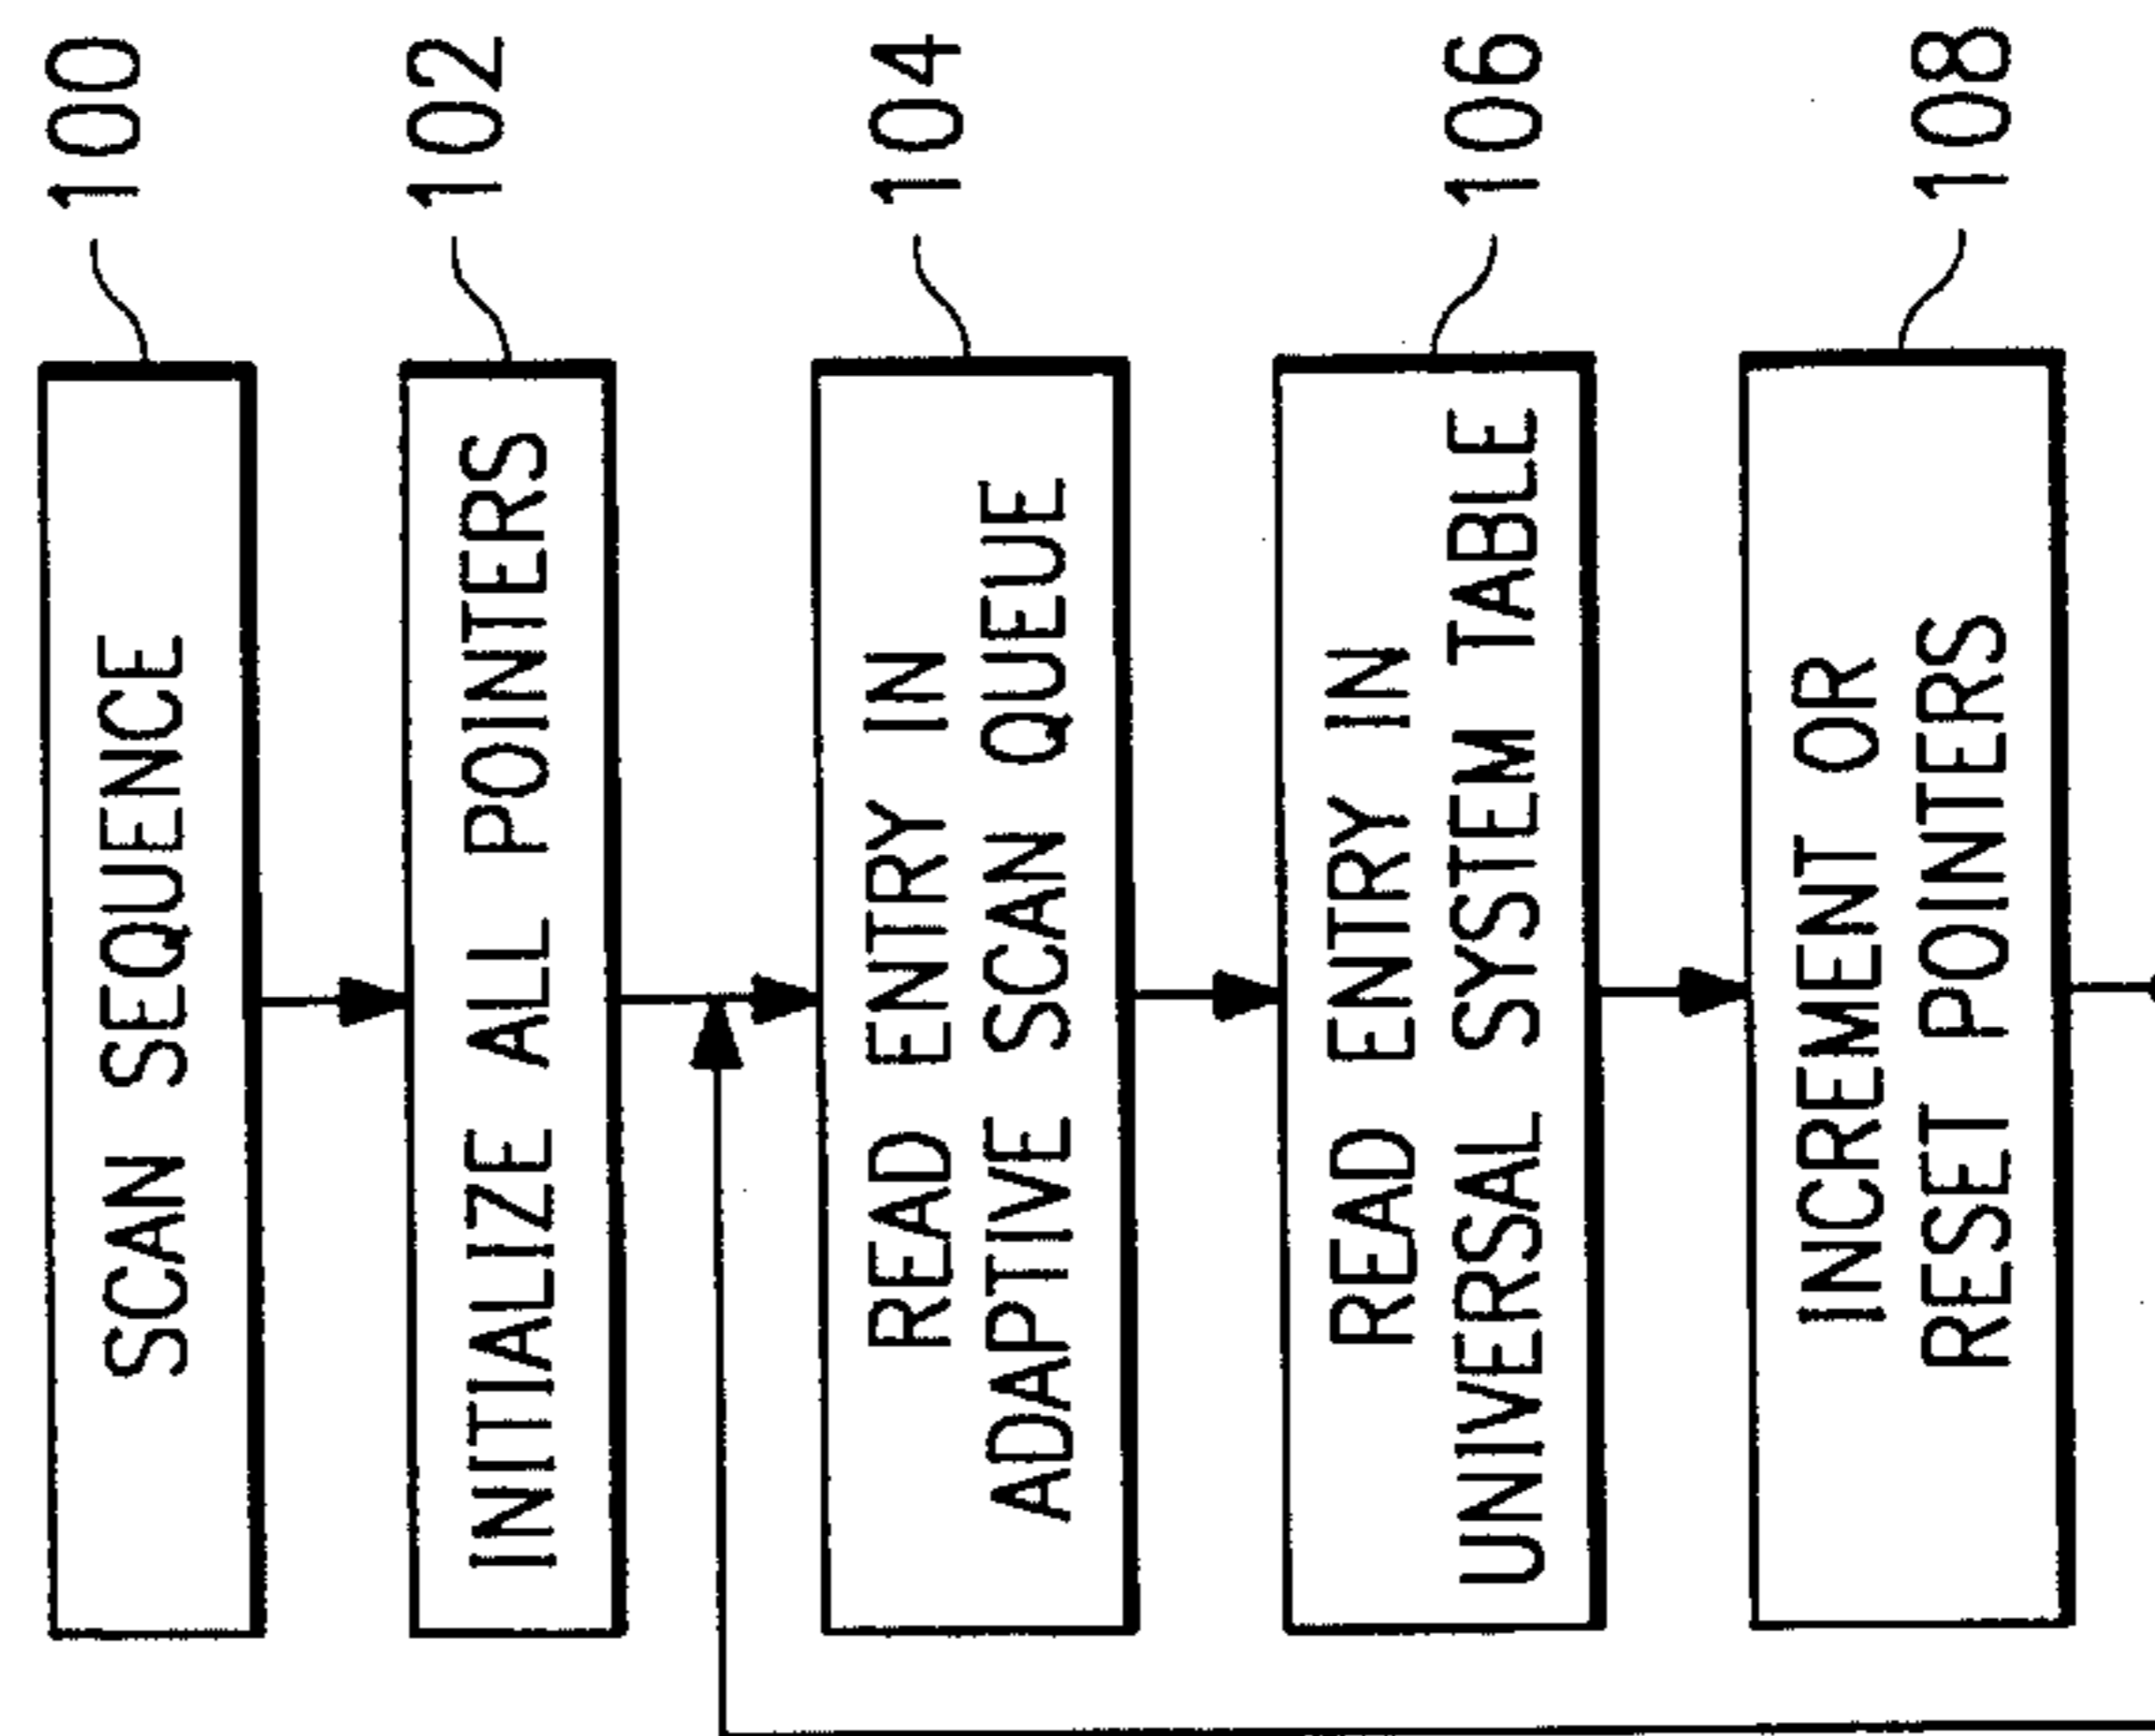 SCAN SEQUENCE
100
INITIALIZE ALL POINTERS
102
READ ENTRY IN
ADAPTIVE SCAN QUEUE
104
READ ENTRY IN
UNIVERSAL SYSTEM TABLE
106
INCREMENT OR
RESET POINTERS
108